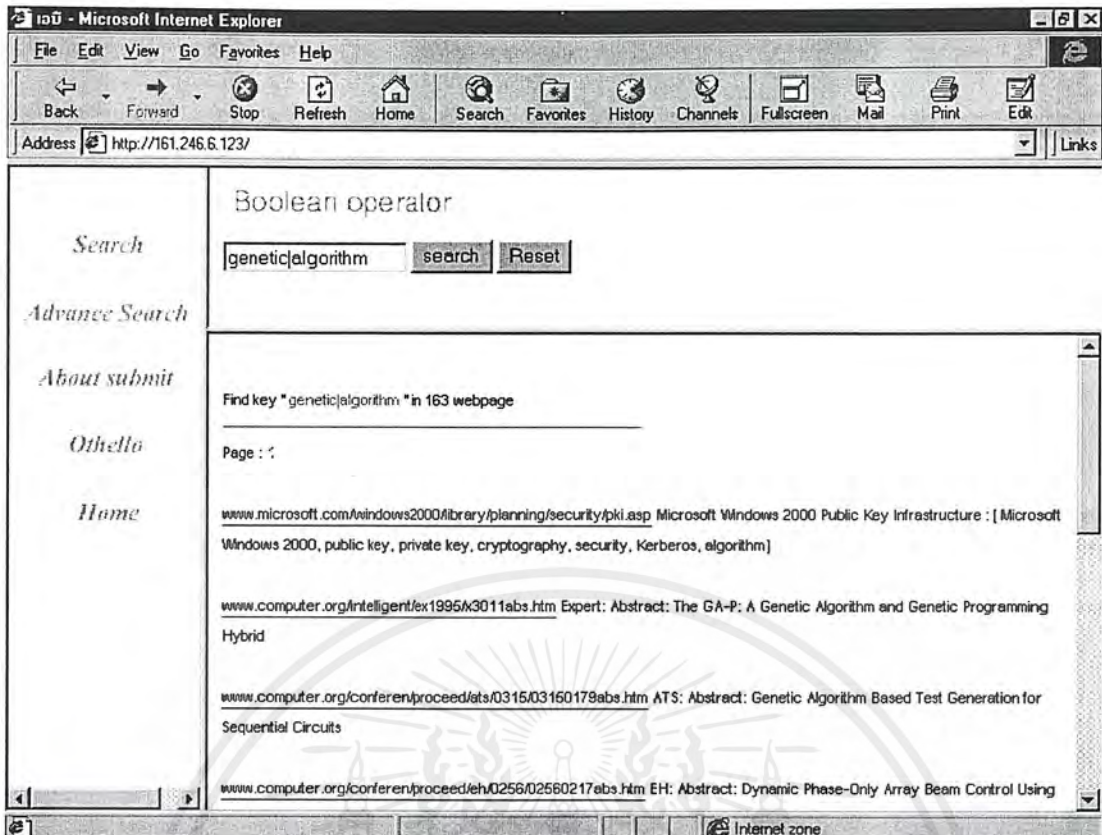 เอบี - Microsoft Internet Explorer
File Edit View Go Favorites Help
Back Forward Stop Refresh Home Search Favorites History Channels Fullscreen Mail Print Edit
Address http://161.246.6.123/ Links
Search
Advance Search
About submit
Othello
Home
Boolean operator
genetic|algorithm search Reset
Find key "genetic|algorithm "in 163 webpage
Page : 1
www.microsoft.com/windows2000/library/planning/security/pki.asp Microsoft Windows 2000 Public Key Infrastructure : [ Microsoft
Windows 2000, public key, private key, cryptography, security, Kerberos, algorithm]
www.computer.org/intelligent/ex1995/x3011abs.htm Expert: Abstract: The GA-P: A Genetic Algorithm and Genetic Programming
Hybrid
www.computer.org/conferen/proceed/ats/0315/03150179abs.htm ATS: Abstract: Genetic Algorithm Based Test Generation for
Sequential Circuits
www.computer.org/conferen/proceed/eh/0256/02560217abs.htm EH: Abstract: Dynamic Phase-Only Array Beam Control Using
Internet zone